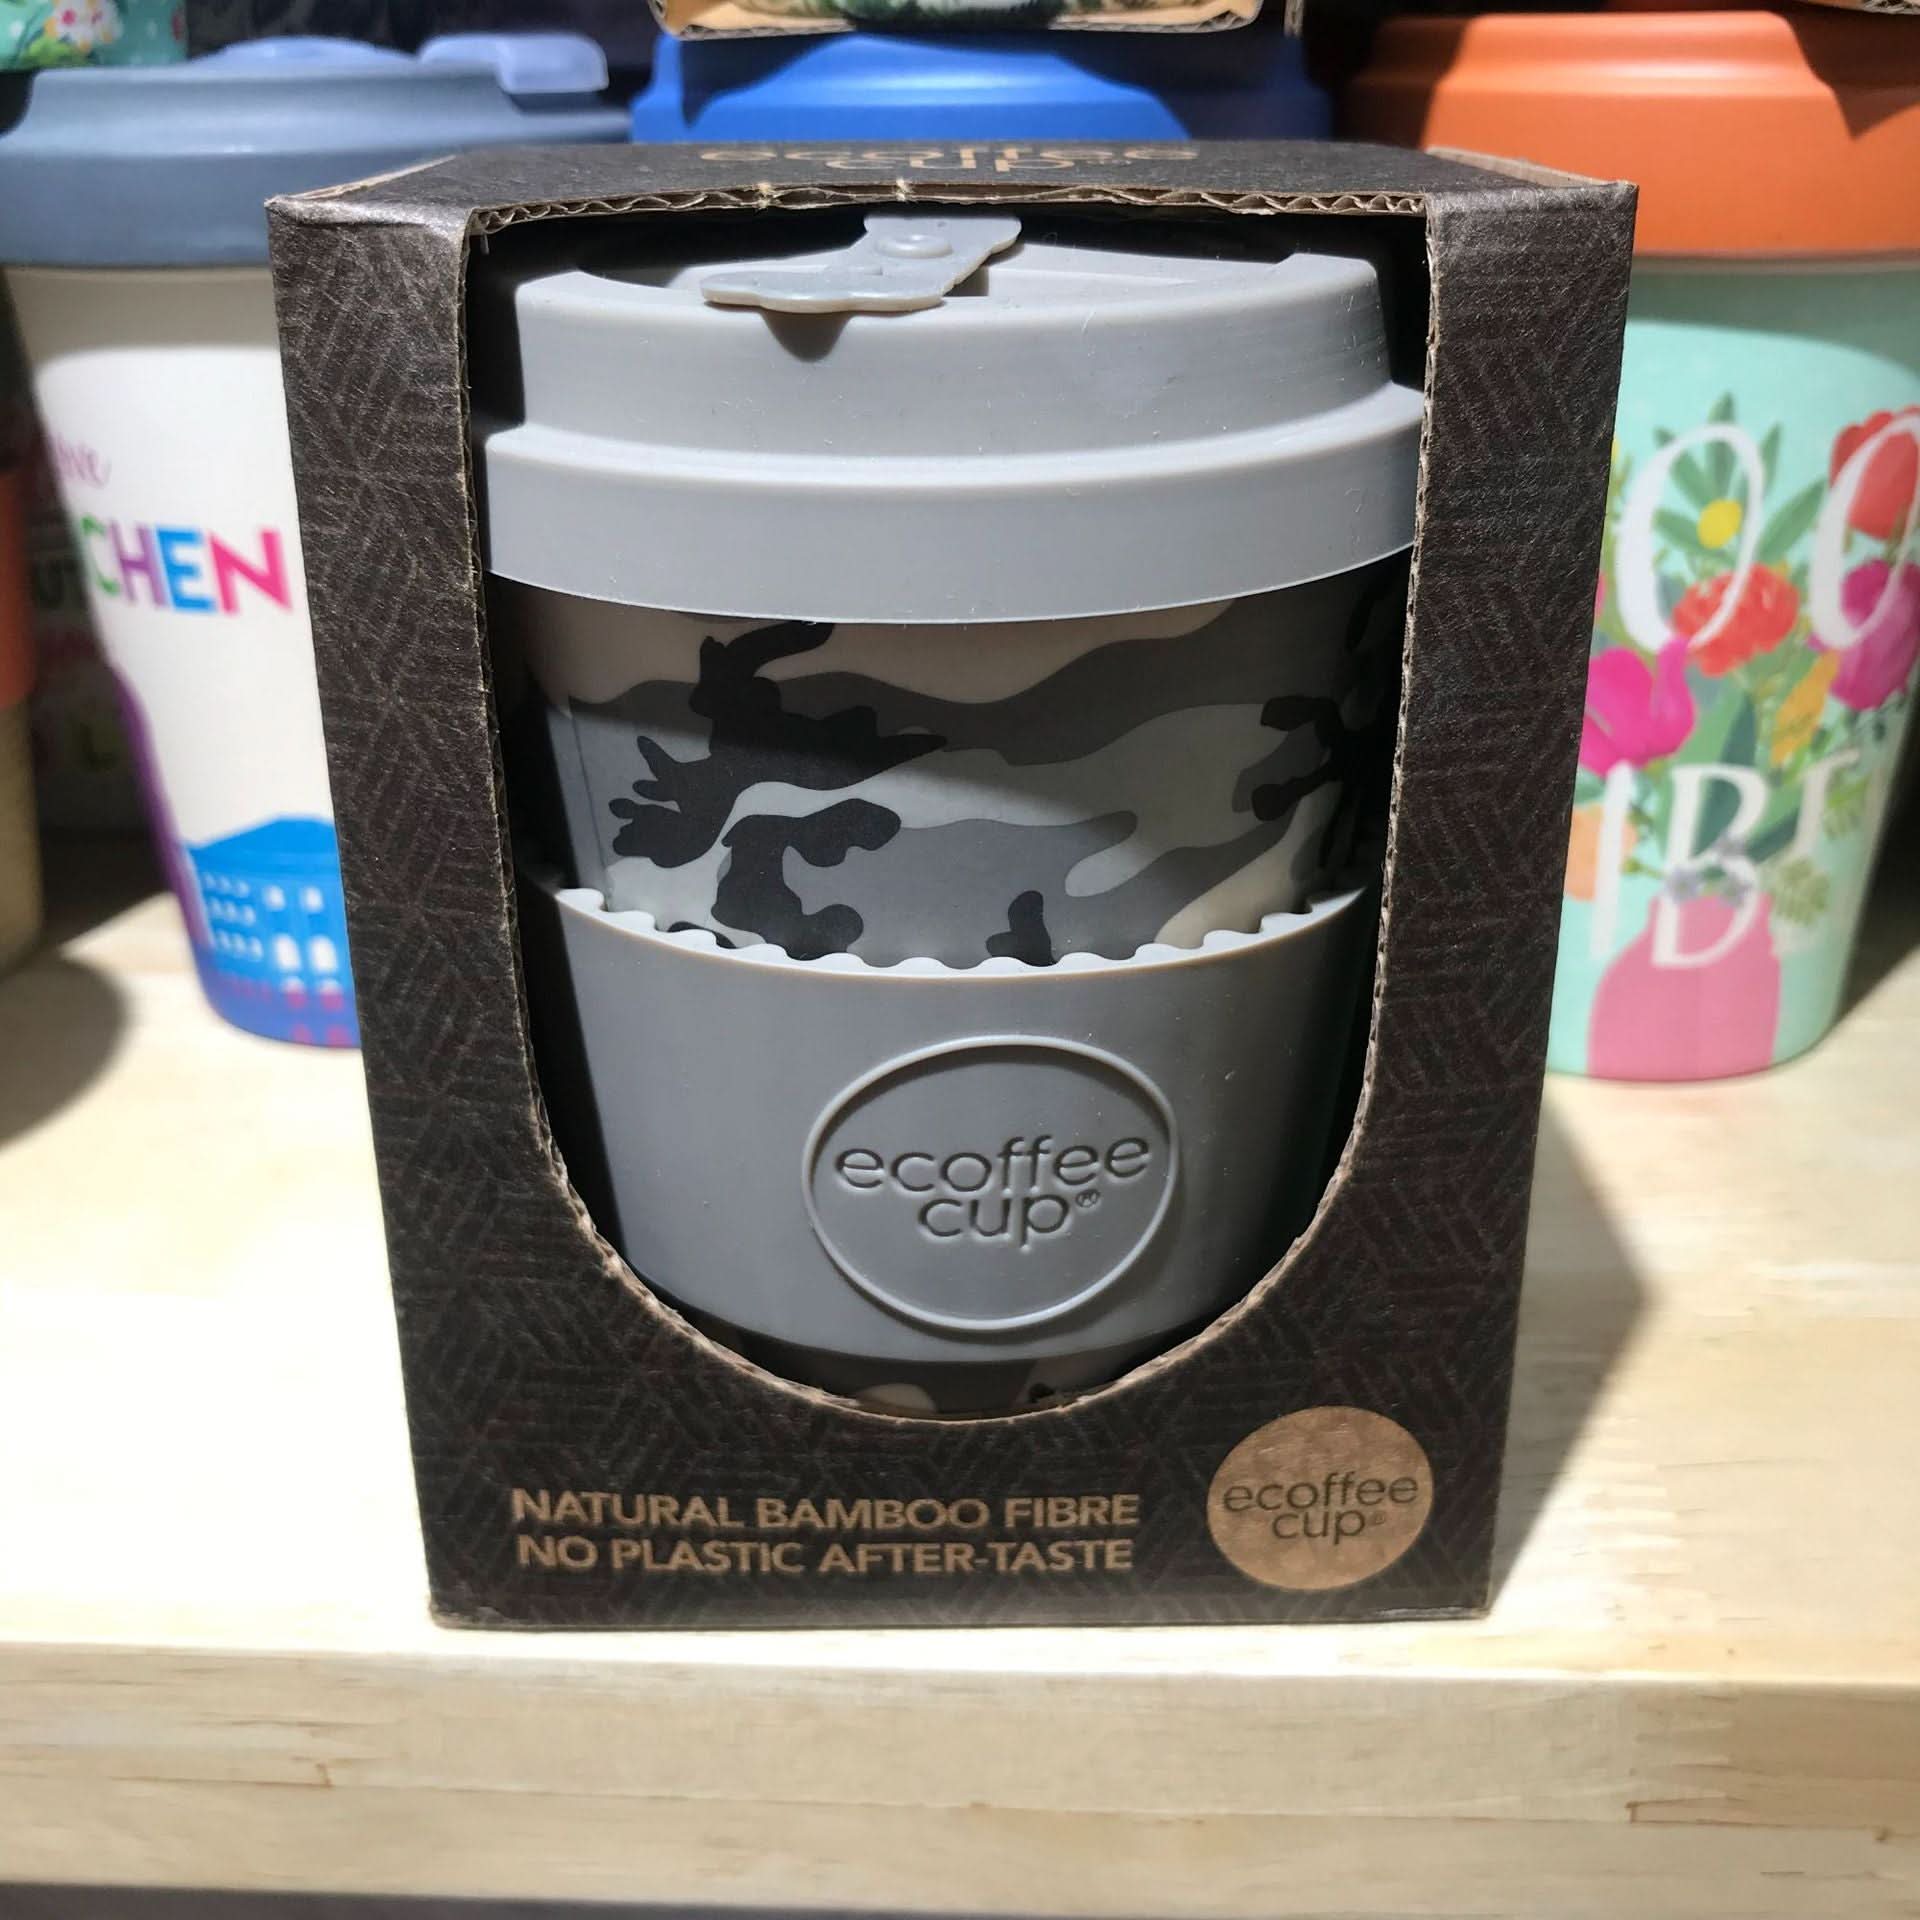 ecoffee
cup
CHEN
ecoffee
cup®
NATURAL BAMBOO FIBRE
NO PLASTIC AFTER-TASTE
ecoffee
cup®